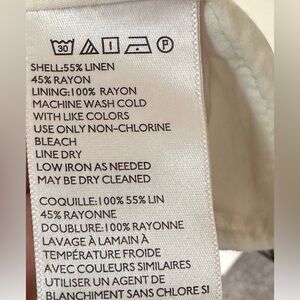 30 P
SHELL:55% LINEN
45% RAYON
LINING:100% RAYON
MACHINE WASH COLD
WITH LIKE COLORS
USE ONLY NON-CHLORINE
BLEACH
LINE DRY
LOW IRON AS NEEDED
MAY BE DRY CLEANED
COQUILLE:100% 55% LIN
45% RAYONNE
DOUBLURE:100% RAYONNE
LAVAGE À LAMAIN À
TEMPÉRATURE FROIDE
AVEC COULEURS SIMILAIRES
UTILISER UN AGENT DE
BLANCHIMENT SANS CHLORE SI